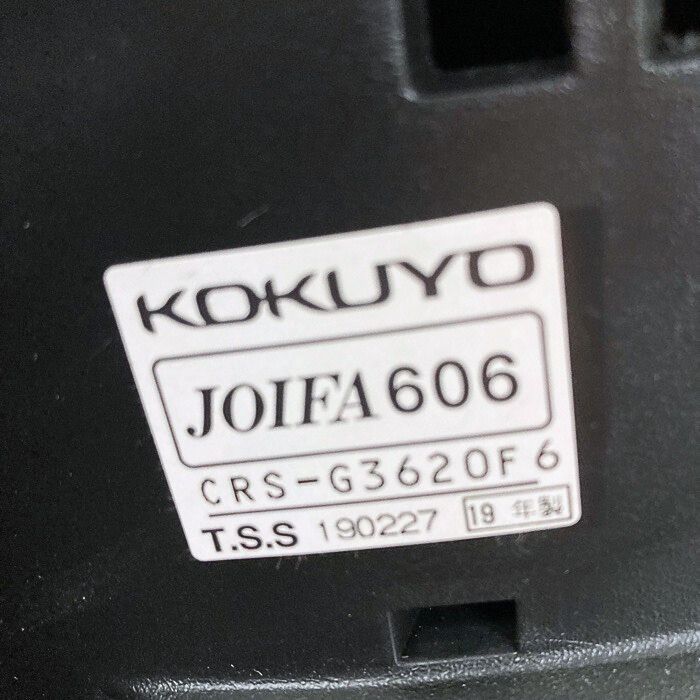 KOKUYO
JOIFA 606
CRS-G3620F6
T.S.S 190227 19 年製